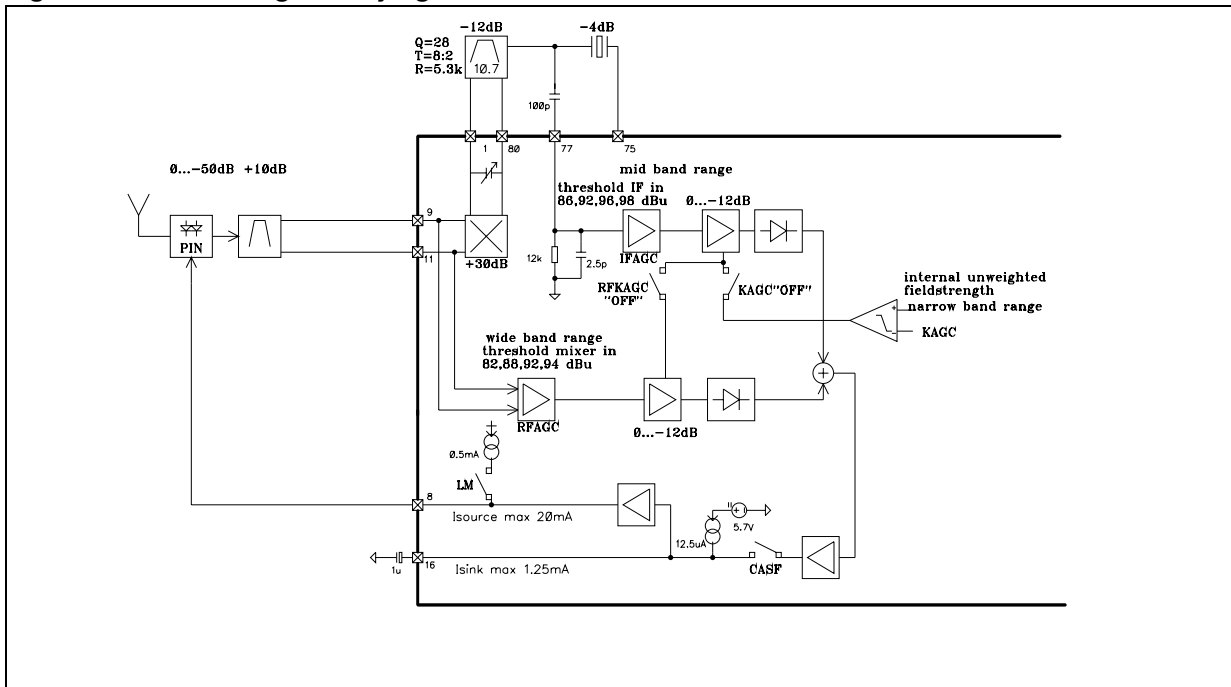 -12dB
-4dB
Q=28
T=8:2
R=5.3k
10.7
100p
1
80
77
75
0...-50dB +10dB
mid band range
threshold IF in
86,92,96,98 dBu
0...-12dB
9
PIN
11
+30dB
12k
2.5p
IFAGC
RFKAGC
"OFF"
KAGC"OFF"
internal unweighted
fieldstrength
narrow band range
+
-
KAGC
wide band range
threshold mixer in
82,88,92,94 dBu
+
RFAGC
0...-12dB
0.5mA
LM
8
Isource max 20mA
5.7V
12.5uA
1u
16
Isink max 1.25mA
CASF